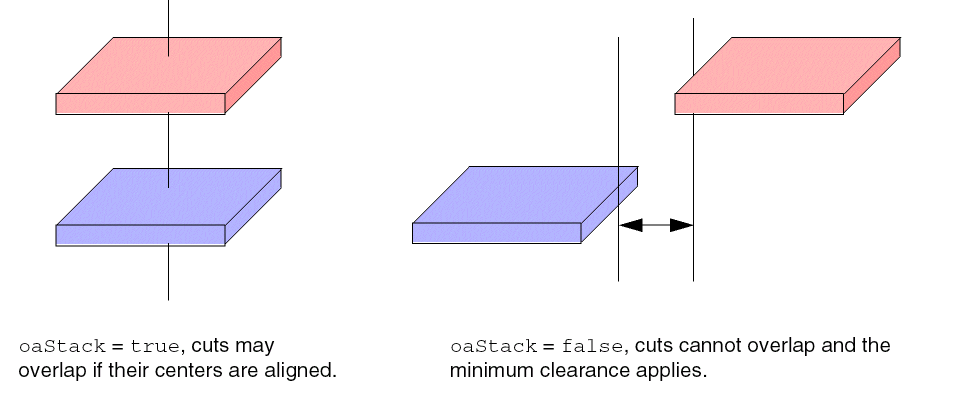 oaStack = true, cuts may
overlap if their centers are aligned.
oaStack = false, cuts cannot overlap and the
minimum clearance applies.